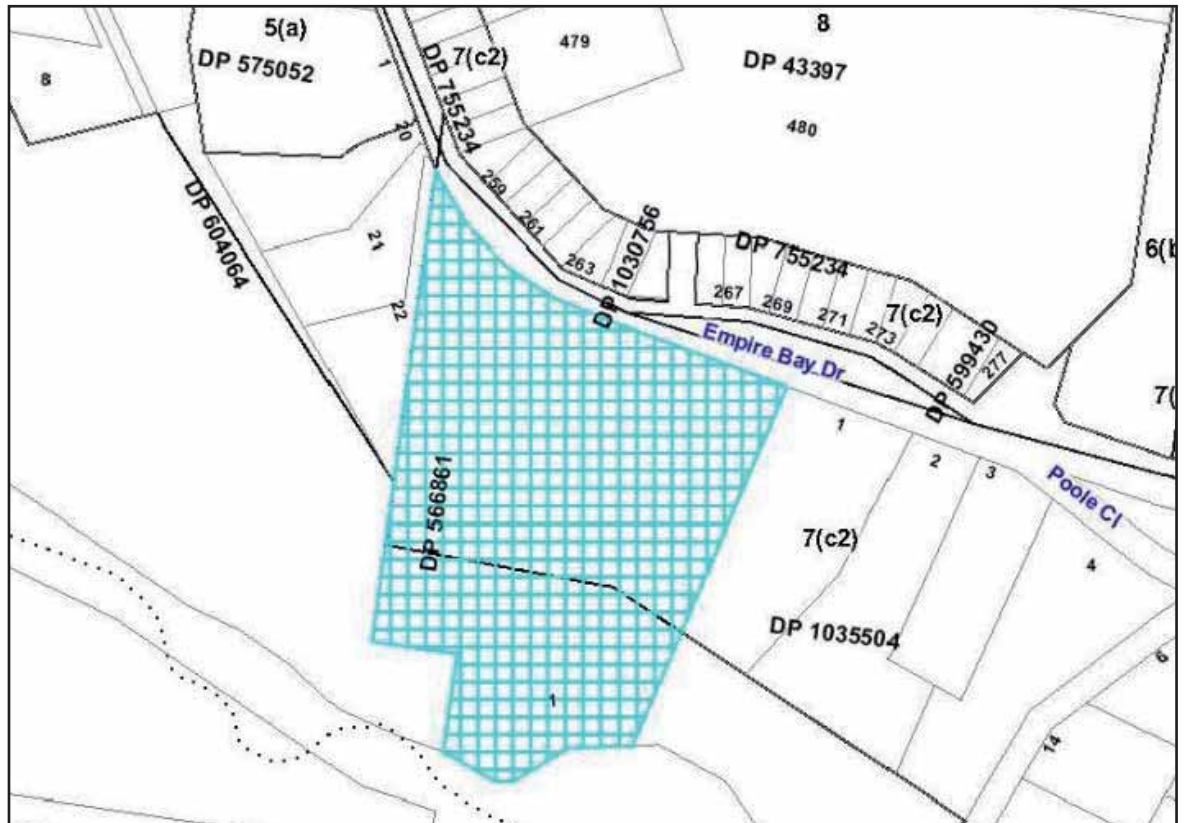 5(a)
8
DP 575052
8
1
DP 755234
7(c2)
479
DP 43397
480
20
DP 604064
21
22
259
261
263
DP 1030756
DP 755234
267
269
271
273
7(c2)
6(b
Empire Bay Dr
DP 599430
277
7(
1
2
3
Poole Cl
DP 566861
7(c2)
4
DP 1035504
6
1
14